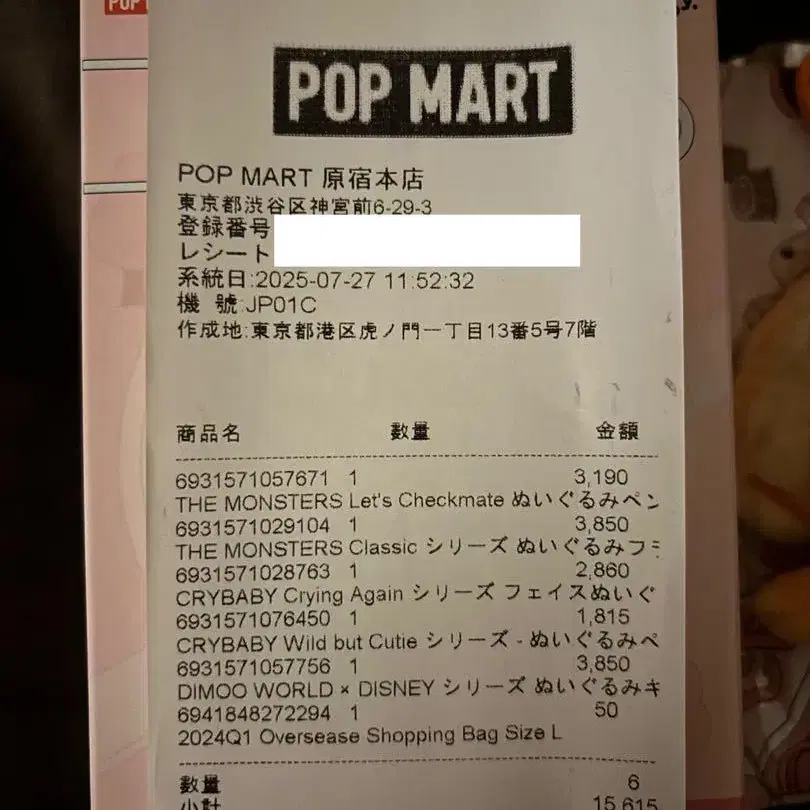 POP
POP MART
POP MART 原宿本店
東京都渋谷区神宮前6-29-3
登録番号
レシート
系統日:2025-07-27 11:52:32
機 號:JP01C
作成地:東京都港区虎ノ門一丁目13番5号7階
商品名 數量 金額
6931571057671 1 3,190
THE MONSTERS Let's Checkmate ぬいぐるみペン
6931571029104 1 3,850
THE MONSTERS Classic シリーズ ぬいぐるみフラ
6931571028763 1 2,860
CRYBABY Crying Again シリーズ フェイスぬいぐ
6931571076450 1 1,815
CRYBABY Wild but Cutie シリーズ - ぬいぐるみペ
6931571057756 1 3,850
DIMOO WORLD × DISNEY シリーズ ぬいぐるみキ
6941848272294 1 50
2024Q1 Oversease Shopping Bag Size L
數量 6
小計 15,615